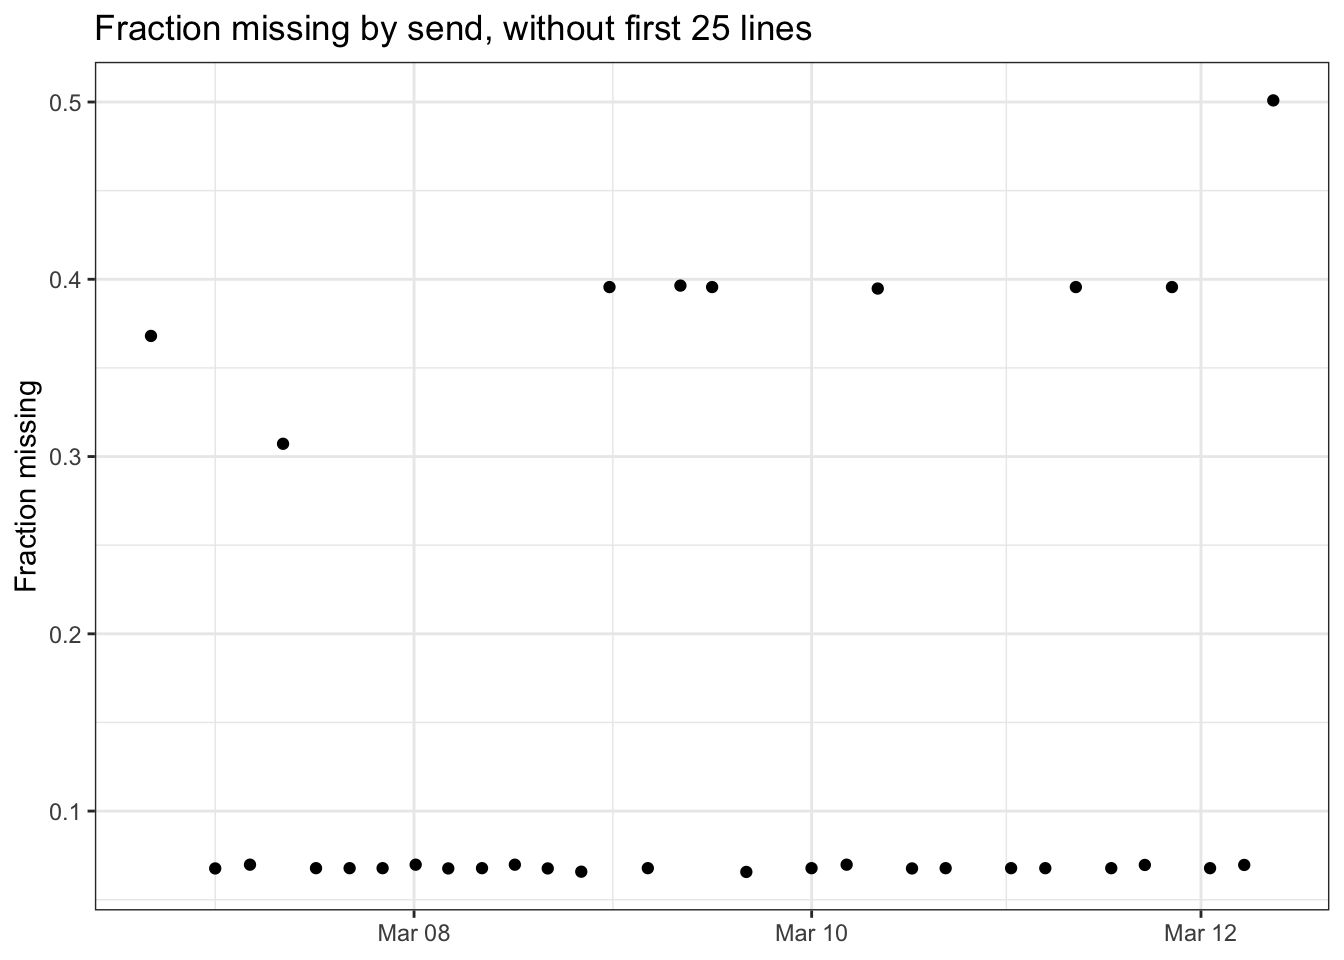 Fraction missing by send, without first 25 lines
Fraction missing
0.5
0.4
0.3
0.2
0.1
Mar 08
Mar 10
Mar 12